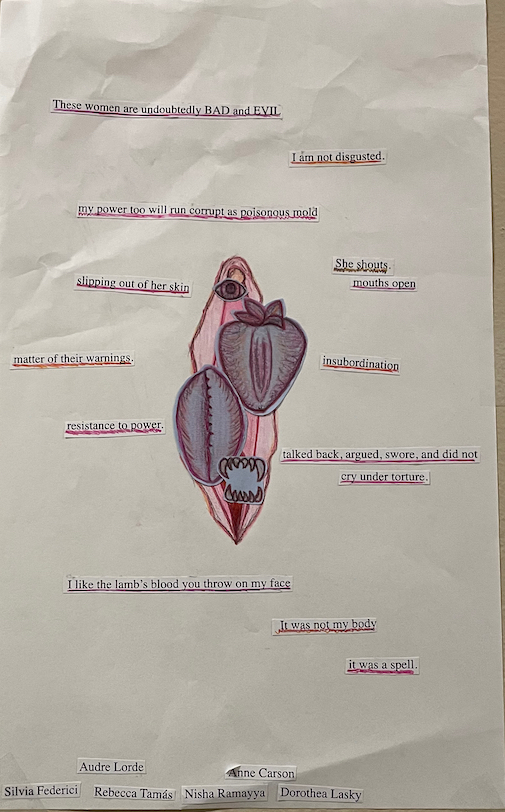 These women are undoubtedly BAD and EVIL
I am not disgusted.
my power too will run corrupt as poisonous mold
She shouts.
slipping out of her skin
mouths open
matter of their warnings.
insubordination
resistance to power.
talked back, argued, swore, and did not
cry under torture.
I like the lamb's blood you throw on my face
It was not my body
it was a spell.
Audre Lorde
Anne Carson
Silvia Federici
Rebecca Tamás
Nisha Ramayya
Dorothea Lasky